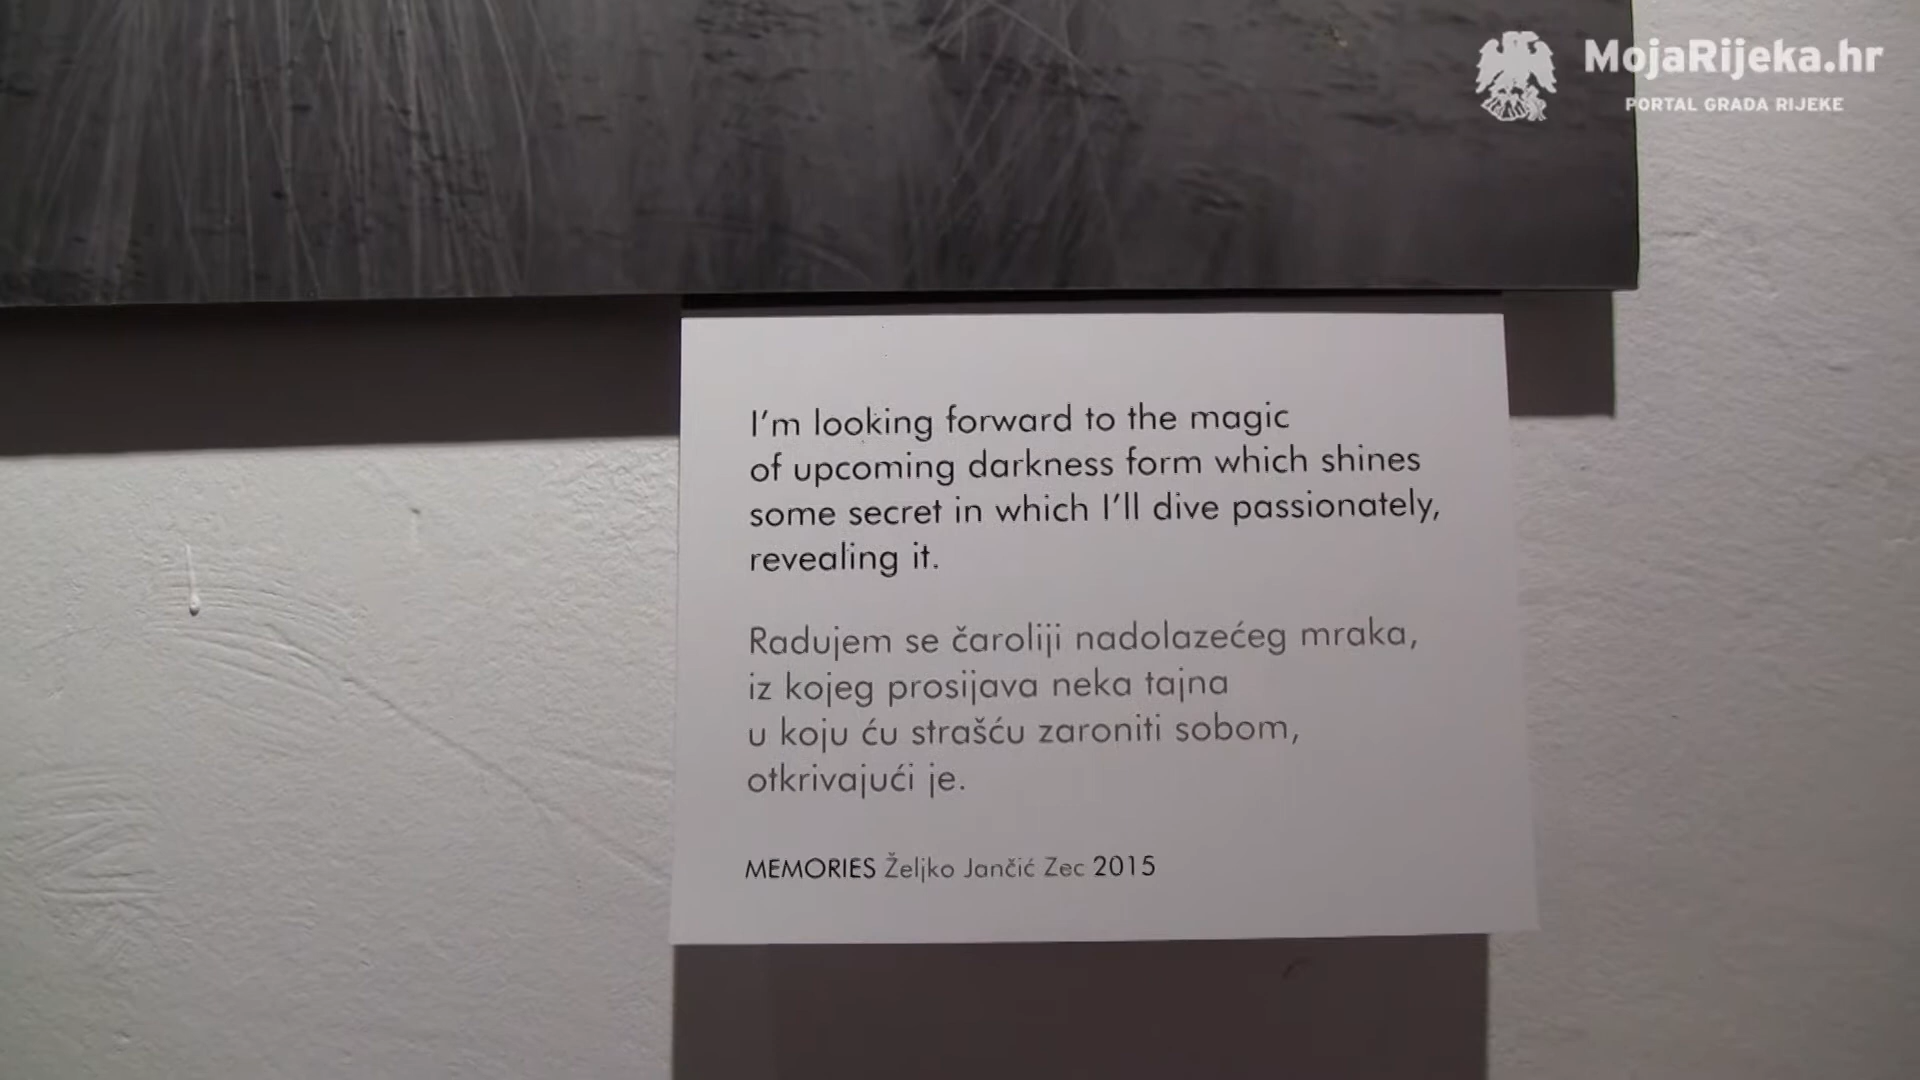 MojaRijeka.hr
PORTAL GRADA RIJEKE
I'm looking forward to the magic
of upcoming darkness form which shines
some secret in which I'll dive passionately,
revealing it.
Radujem se čaroliji nadolazećeg mraka,
iz kojeg prosijava neka tajna
u koju ću strašću zaroniti sobom,
otkrivajući je.
MEMORIES Željko Jančić Zec 2015